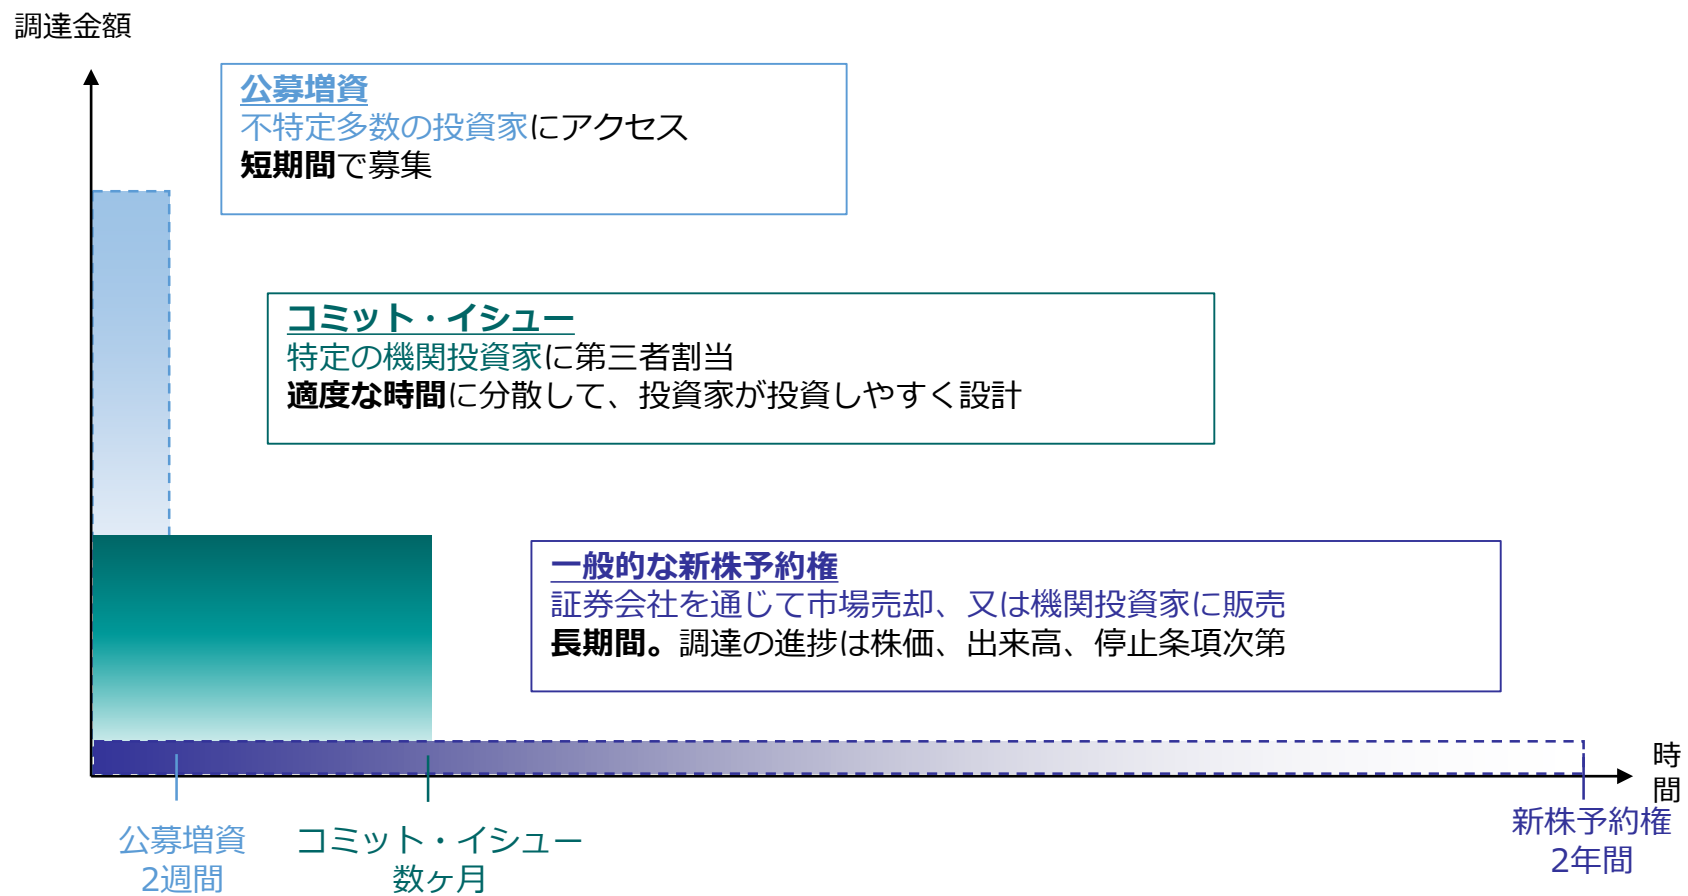 調達金額
公募増資
不特定多数の投資家にアクセス
短期間で募集
コミット・イシュー
特定の機関投資家に第三者割当
適度な時間に分散して、投資家が投資しやすく設計
一般的な新株予約権
証券会社を通じて市場売却、又は機関投資家に販売
長期間。調達の進捗は株価、出来高、停止条項次第
時
間
公募増資
2週間
コミット・イシュー
数ヶ月
新株予約権
2年間